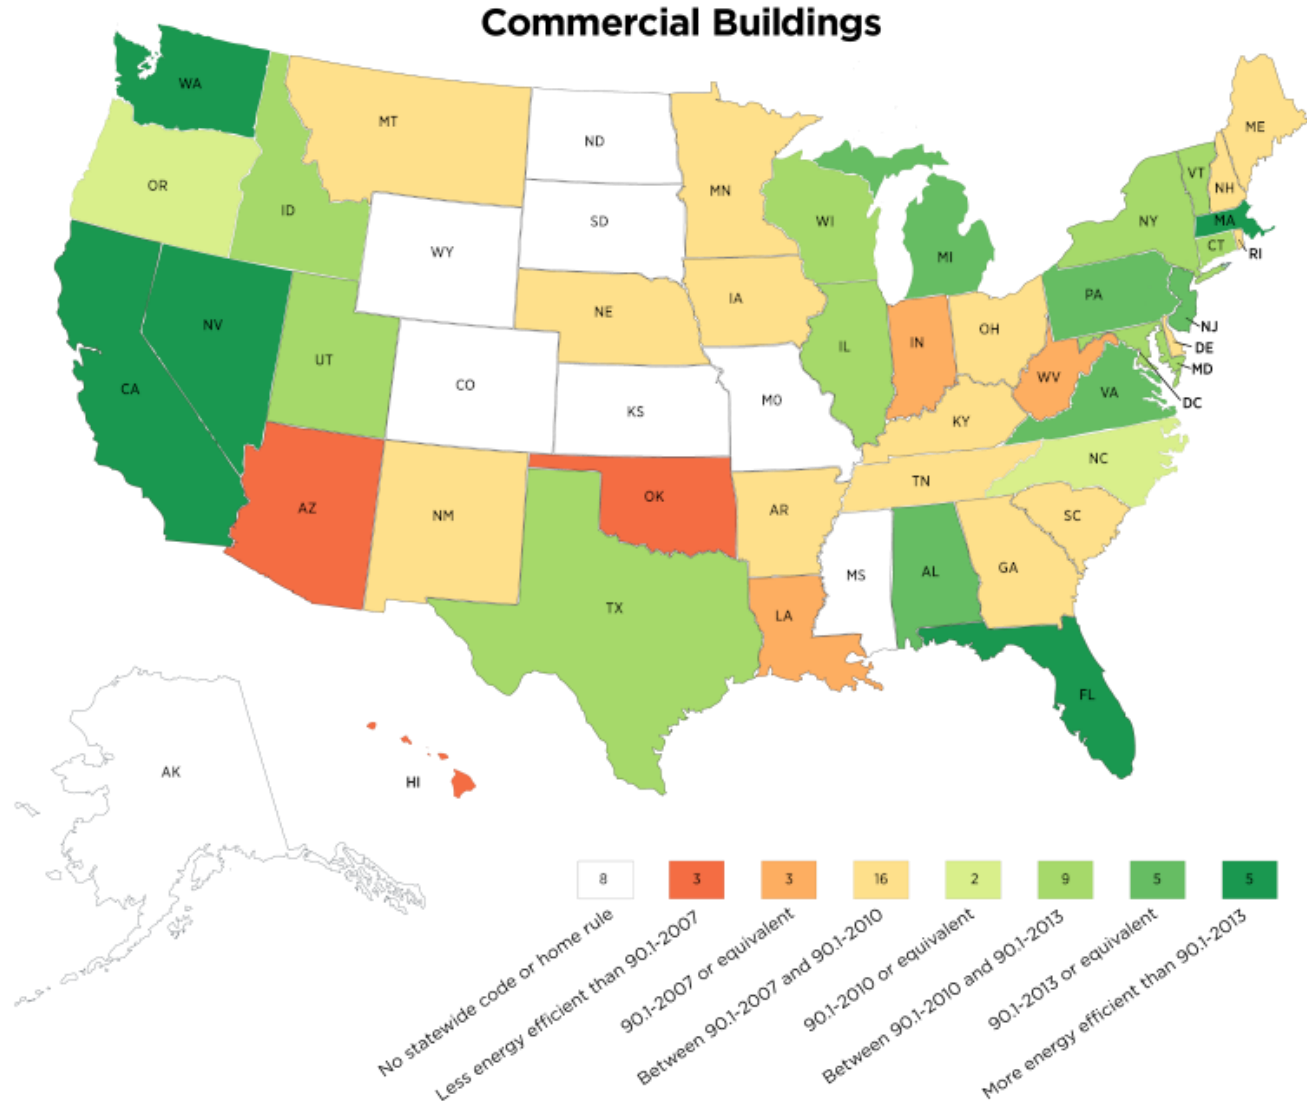 Commercial Buildings
WA
MT
ND
ME
OR
ID
MN
VT
NH
SD
WI
NY
MA
WY
MI
CT
RI
NV
NE
IA
PA
UT
IL
IN
OH
NJ
DE
CA
CO
KS
MO
WV
VA
MD
DC
KY
NC
AZ
NM
OK
AR
TN
SC
TX
LA
MS
AL
GA
FL
AK
HI
8
3
3
16
2
9
5
5
No statewide code or home rule
Less energy efficient than 90.1-2007
90.1-2007 or equivalent
Between 90.1-2007 and 90.1-2010
90.1-2010 or equivalent
Between 90.1-2010 and 90.1-2013
90.1-2013 or equivalent
More energy efficient than 90.1-2013